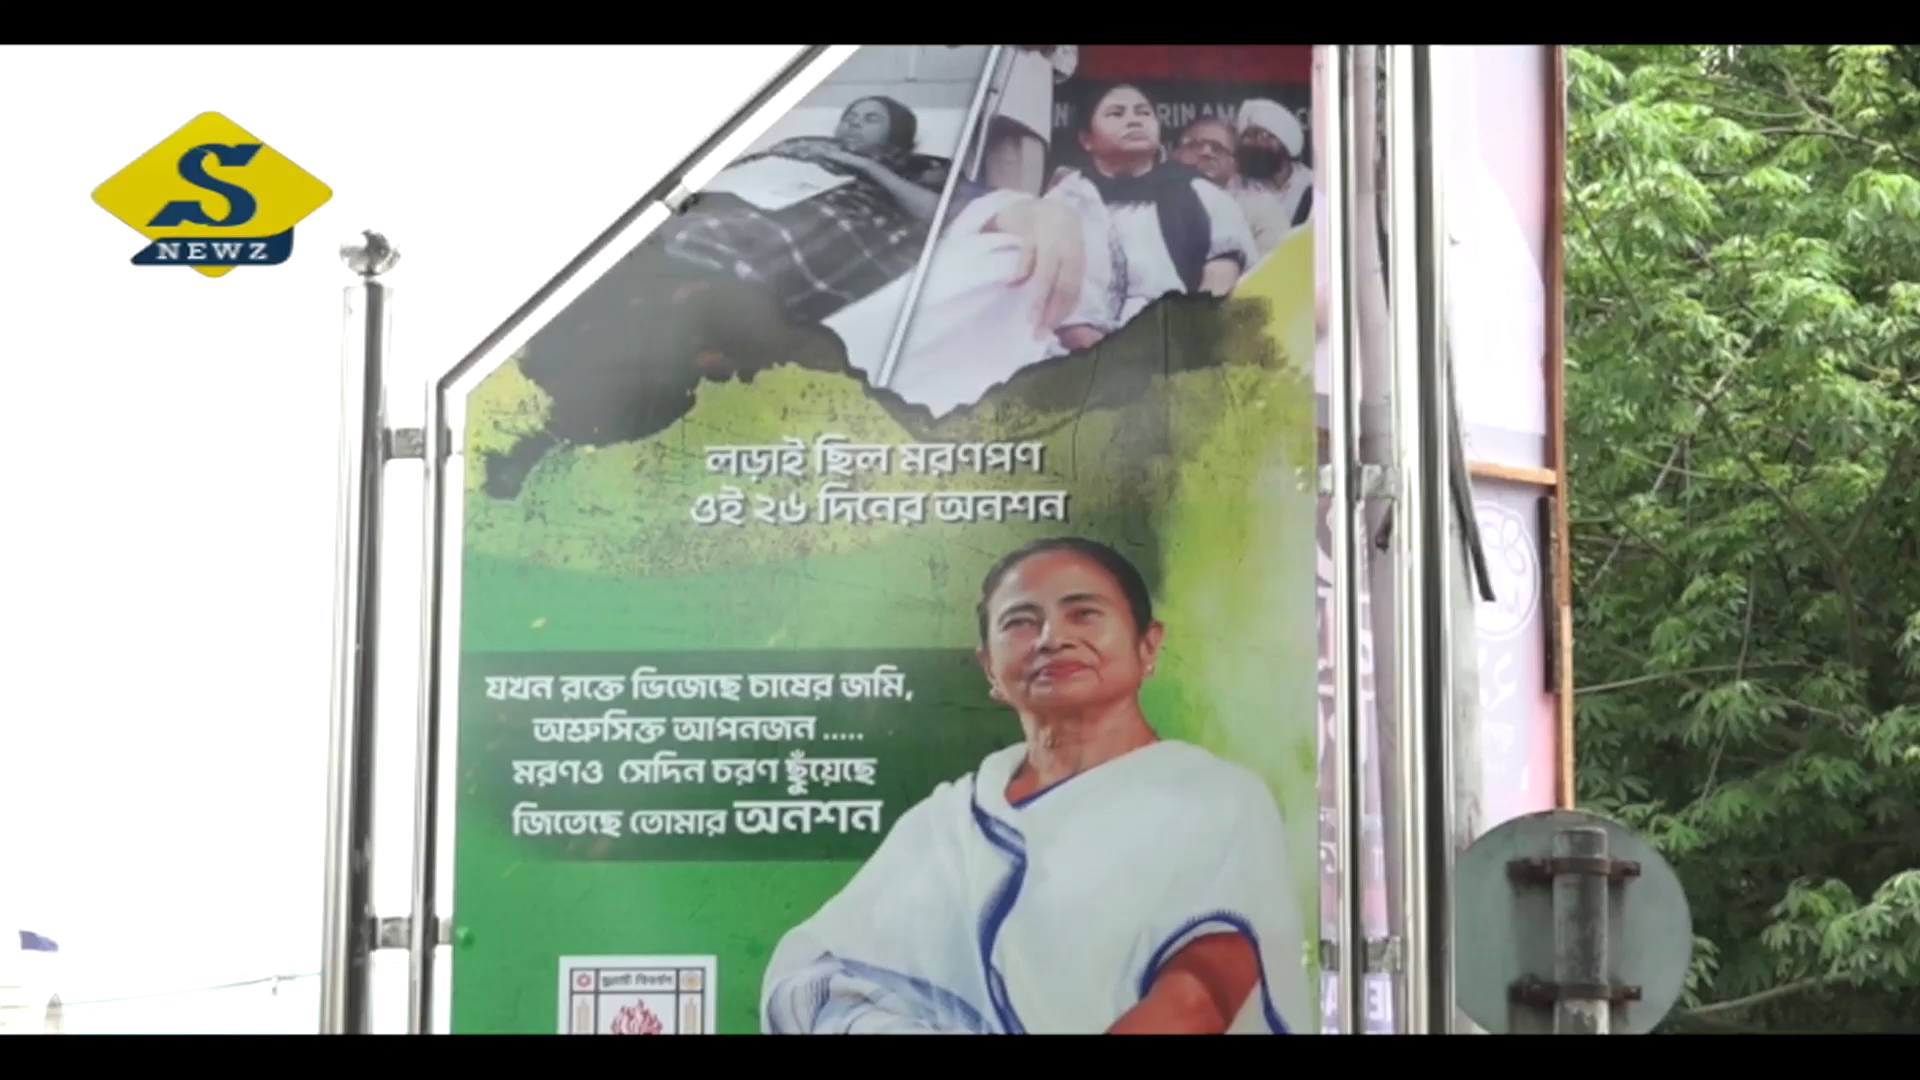 S
NEWZ
লড়াই ছিল মরণপণ
ওই ২৬ দিনের অনশন
যখন রক্তে ভিজেছে চাষের জমি,
অশ্রুসিক্ত আপনজন .....
মরণও সেদিন চরণ ছুঁয়েছে
জিতেছে তোমার অনশন